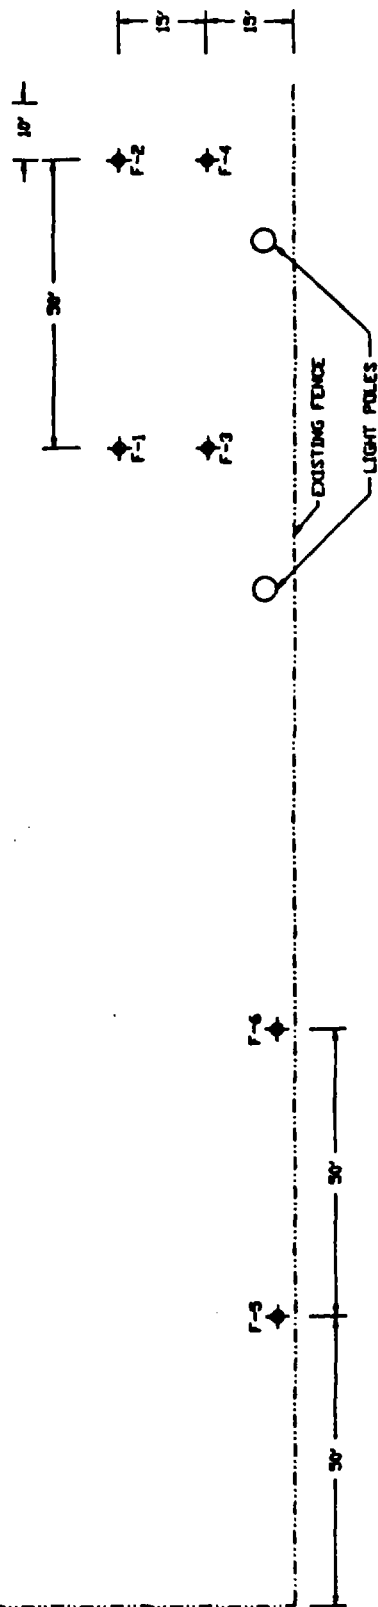 15'
15'
10'
50'
F-2
F-4
F-1
F-3
EXISTING FENCE
LIGHT POLES
F-6
F-5
50'
50'